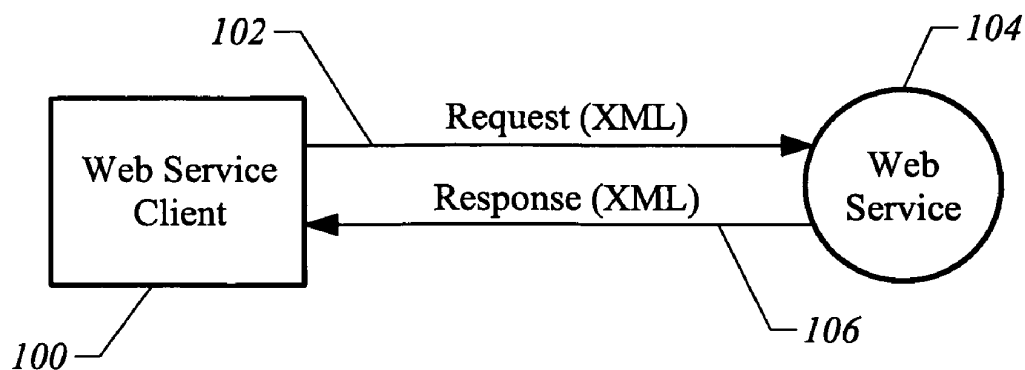 102
104
Request (XML)
Web Service
Client
Response (XML)
Web
Service
100
106